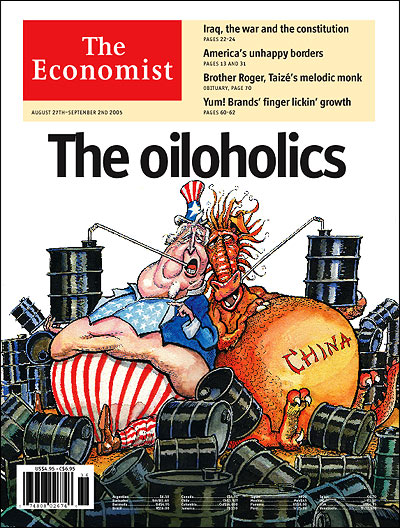 The
Economist
Iraq, the war and the constitution
PAGES 22-24
America's unhappy borders
PAGES 13 AND 31
Brother Roger, Taizé's melodic monk
OBITUARY, PAGE 70
Yum! Brands' finger lickin' growth
PAGES 60-62
AUGUST 27TH–SEPTEMBER 2ND 2005
The oiloholics
CHINA
US$4.95 • C$6.95